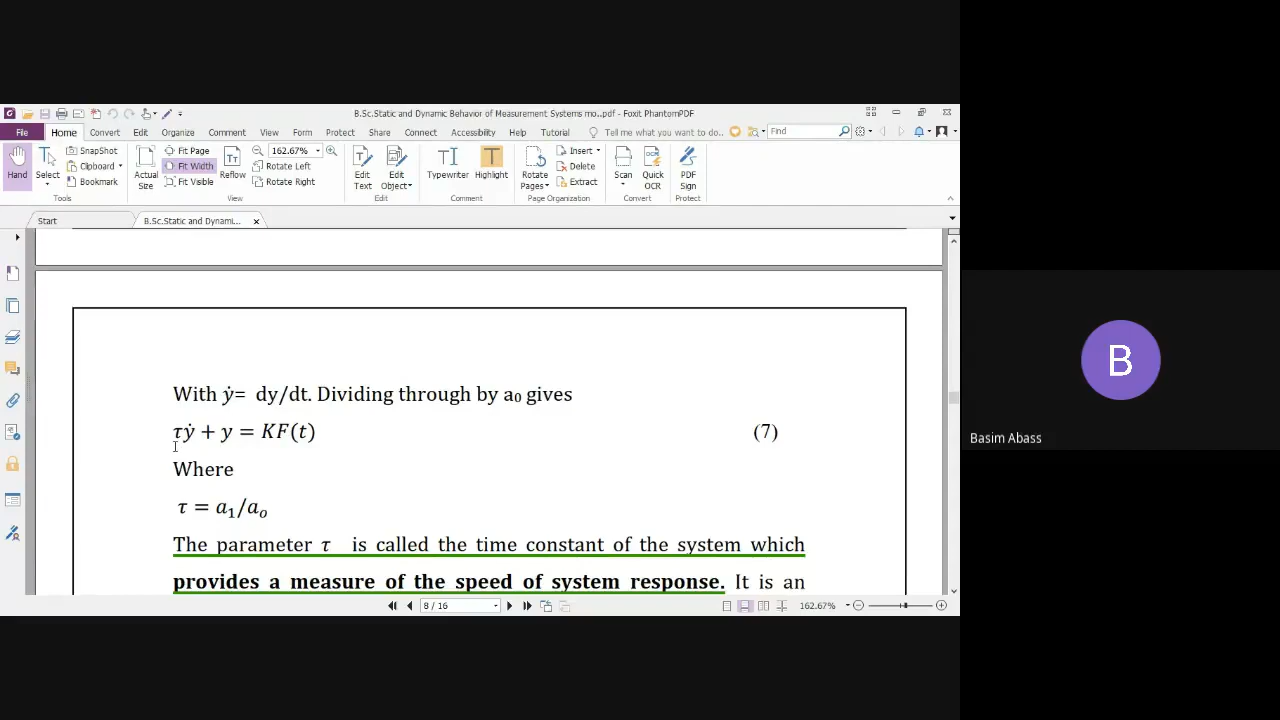 B.Sc.Static and Dynamic Behavior of Measurement Systems mo..pdf - Foxit PhantomPDF
File Home Convert Edit Organize Comment View Form Protect Share Connect Accessibility Help Tutorial Tell me what you want to do.. Find
Hand
Select
SnapShot
Clipboard
Bookmark
Tools
Actual Size
Fit Page
Fit Width
Fit Visible
Reflow
162.67%
Rotate Left
Rotate Right
View
Edit Text
Edit Object
Edit
Typewriter
Highlight
Comment
Rotate Pages
Insert
Delete
Extract
Page Organization
Scan
Quick OCR
Convert
PDF Sign
Protect
Start
B.Sc.Static and Dynami...
With ẏ= dy/dt. Dividing through by a₀ gives
τẏ + y = KF(t) (7)
Where
τ = a₁/aₒ
The parameter τ is called the time constant of the system which
provides a measure of the speed of system response. It is an
8 / 16
162.67%
B
Basim Abass